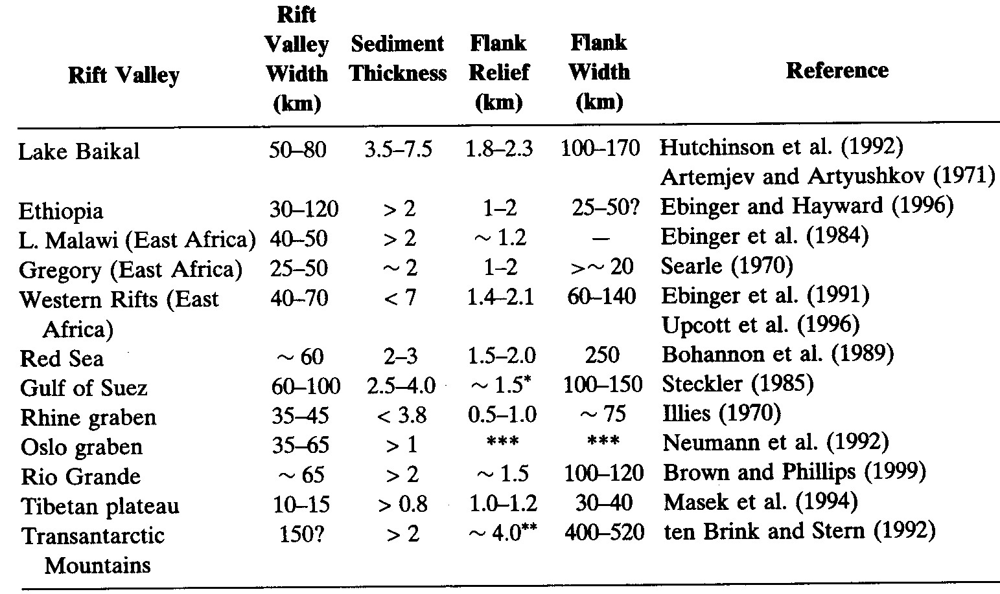 Rift
Valley Sediment Flank Flank
Rift Valley Width Thickness Relief Width Reference
(km) (km) (km)
Lake Baikal 50–80 3.5–7.5 1.8–2.3 100–170 Hutchinson et al. (1992)
Artemjev and Artyushkov (1971)
Ethiopia 30–120 > 2 1–2 25–50? Ebinger and Hayward (1996)
L. Malawi (East Africa) 40–50 > 2 ~ 1.2 — Ebinger et al. (1984)
Gregory (East Africa) 25–50 ~ 2 1–2 >~ 20 Searle (1970)
Western Rifts (East 40–70 < 7 1.4–2.1 60–140 Ebinger et al. (1991)
Africa) Upcott et al. (1996)
Red Sea ~ 60 2–3 1.5–2.0 250 Bohannon et al. (1989)
Gulf of Suez 60–100 2.5–4.0 ~ 1.5* 100–150 Steckler (1985)
Rhine graben 35–45 < 3.8 0.5–1.0 ~ 75 Illies (1970)
Oslo graben 35–65 > 1 *** *** Neumann et al. (1992)
Rio Grande ~ 65 > 2 ~ 1.5 100–120 Brown and Phillips (1999)
Tibetan plateau 10–15 > 0.8 1.0–1.2 30–40 Masek et al. (1994)
Transantarctic 150? > 2 ~ 4.0** 400–520 ten Brink and Stern (1992)
Mountains